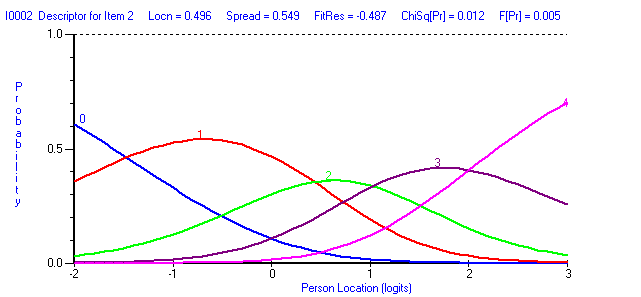 I0002 Descriptor for Item 2 Locn = 0.496 Spread = 0.549 FitRes = -0.487 ChiSq[Pr] = 0.012 F[Pr] = 0.005
1.0
Probability
0.5
0.0
0
1
2
3
4
-2 -1 0 1 2 3
Person Location (logits)